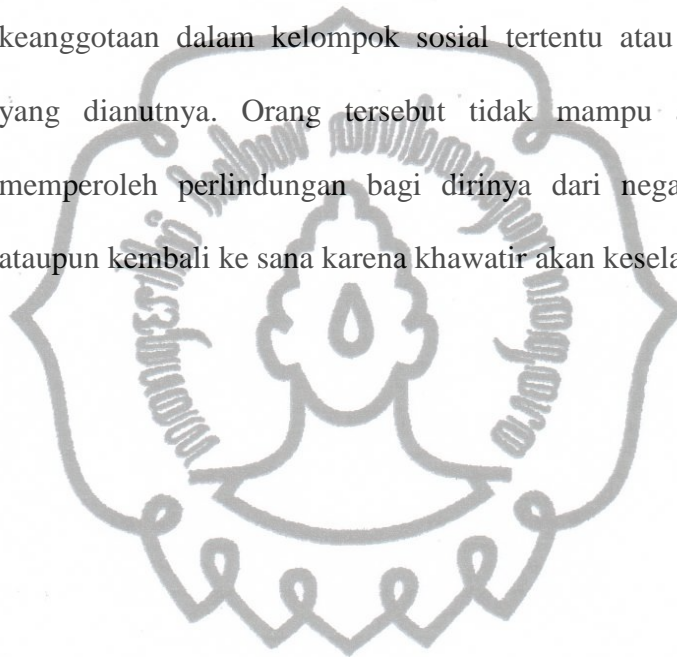 keanggotaan dalam kelompok sosial tertentu atau
yang dianutnya. Orang tersebut tidak mampu
memperoleh perlindungan bagi dirinya dari nega
ataupun kembali ke sana karena khawatir akan kesela